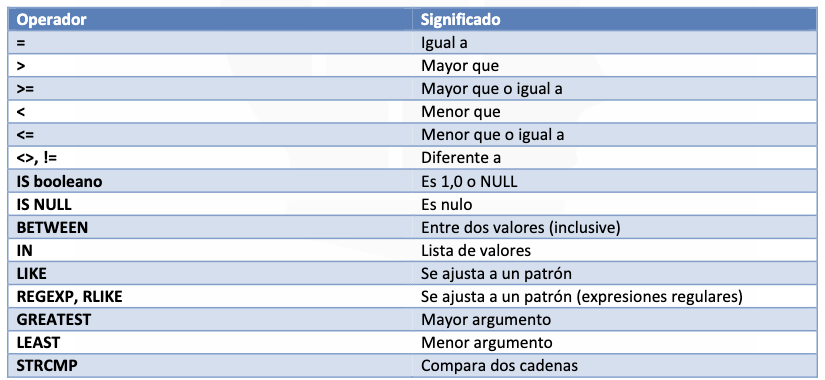 Operador Significado
= Igual a
> Mayor que
>= Mayor que o igual a
< Menor que
<= Menor que o igual a
<>, != Diferente a
IS booleano Es 1,0 o NULL
IS NULL Es nulo
BETWEEN Entre dos valores (inclusive)
IN Lista de valores
LIKE Se ajusta a un patrón
REGEXP, RLIKE Se ajusta a un patrón (expresiones regulares)
GREATEST Mayor argumento
LEAST Menor argumento
STRCMP Compara dos cadenas